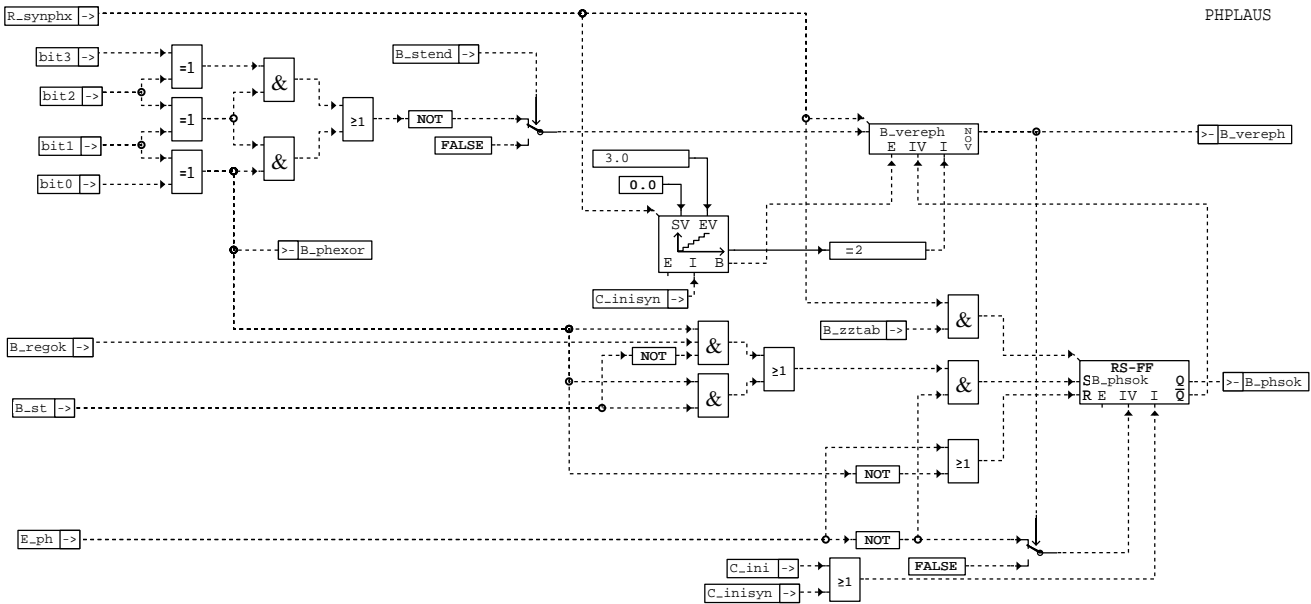 R_synphx ->
PHPLAUS
bit3 ->
=1
&
B_stend ->
bit2 ->
=1
≥1
NOT
B_vereph
E IV I
NOV
>- B_vereph
bit1 ->
&
FALSE
bit0 ->
=1
3.0
0.0
SV EV
E I B
=2
>- B_phexor
C_inisyn ->
&
B_zztab ->
&
B_regok ->
NOT
≥1
RS-FF
S B_phsok Q
R E IV I Q
>- B_phsok
&
B_st ->
&
≥1
NOT
E_ph ->
NOT
C_ini ->
≥1
FALSE
C_inisyn ->